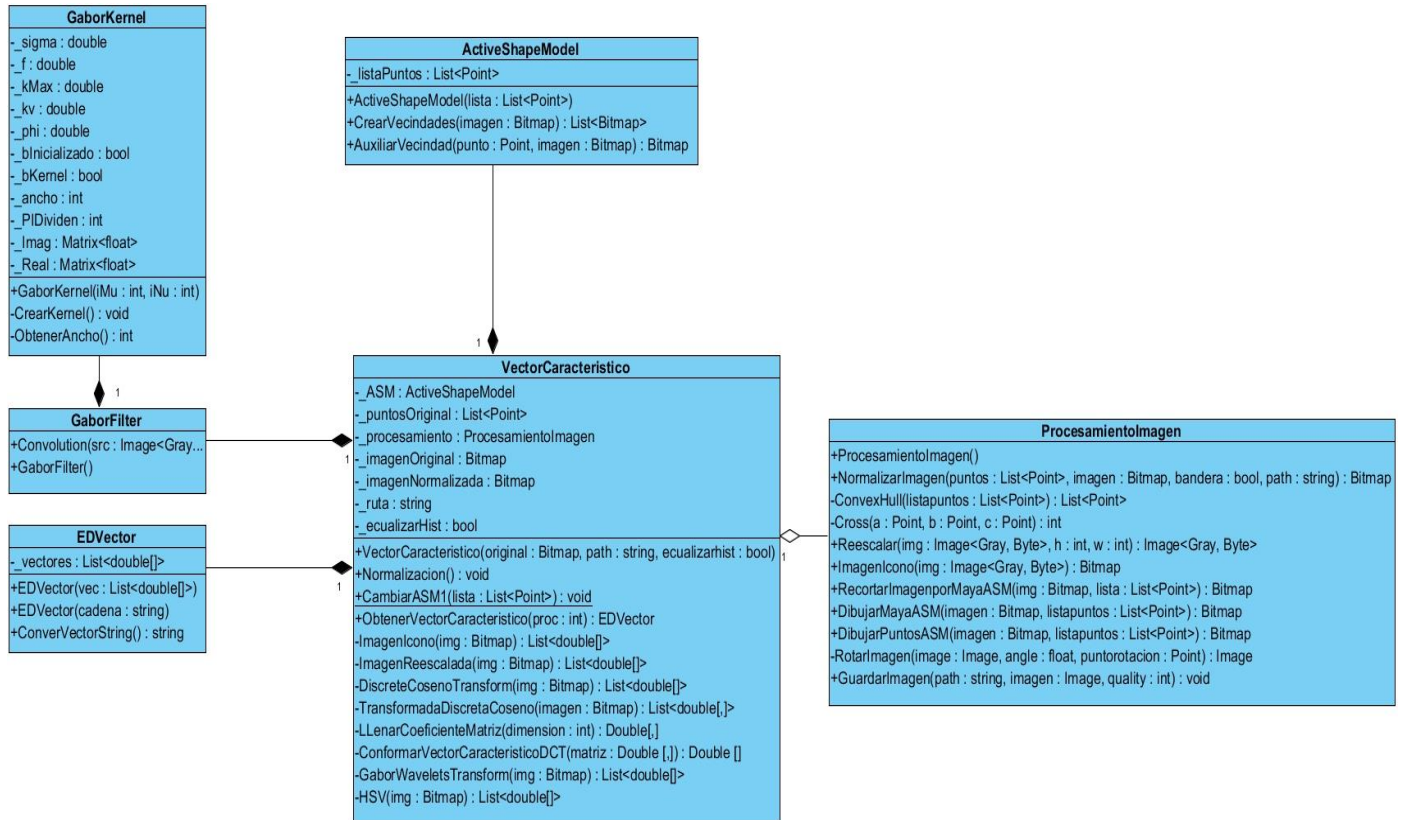 GaborKernel
-_sigma : double
-_f : double
-_kMax : double
-_kv : double
-_phi : double
-_bInicializado : bool
-_bKernel : bool
-_ancho : int
-_PIDividen : int
-_Imag : Matrix<float>
-_Real : Matrix<float>
+GaborKernel(iMu : int, iNu : int)
-CrearKernel() : void
-ObtenerAncho() : int
1
GaborFilter
+Convolution(src : Image<Gray...
+GaborFilter()
1
EDVector
-_vectores : List<double[]>
+EDVector(vec : List<double[]>)
+EDVector(cadena : string)
+ConverVectorString() : string
1
ActiveShapeModel
-_listaPuntos : List<Point>
+ActiveShapeModel(lista : List<Point>)
+CrearVecindades(imagen : Bitmap) : List<Bitmap>
+AuxiliarVecindad(punto : Point, imagen : Bitmap) : Bitmap
1
VectorCaracteristico
-_ASM : ActiveShapeModel
-_puntosOriginal : List<Point>
-_procesamiento : ProcesamientoImagen
-_imagenOriginal : Bitmap
-_imagenNormalizada : Bitmap
-_ruta : string
-_ecualizarHist : bool
+VectorCaracteristico(original : Bitmap, path : string, ecualizarhist : bool)
+Normalizacion() : void
+CambiarASM1(lista : List<Point>) : void
+ObtenerVectorCaracteristico(proc : int) : EDVector
-ImagenIcono(img : Bitmap) : List<double[]>
-ImagenReescalada(img : Bitmap) : List<double[]>
-DiscreteCosenoTransform(img : Bitmap) : List<double[]>
-TransformadaDiscretaCoseno(imagen : Bitmap) : List<double[,]>
-LLenarCoeficienteMatriz(dimension : int) : Double[,]
-ConformarVectorCaracteristicoDCT(matriz : Double [,]) : Double []
-GaborWaveletsTransform(img : Bitmap) : List<double[]>
-HSV(img : Bitmap) : List<double[]>
1
ProcesamientoImagen
+ProcesamientoImagen()
+NormalizarImagen(puntos : List<Point>, imagen : Bitmap, bandera : bool, path : string) : Bitmap
-ConvexHull(listapuntos : List<Point>) : List<Point>
-Cross(a : Point, b : Point, c : Point) : int
+Reescalar(img : Image<Gray, Byte>, h : int, w : int) : Image<Gray, Byte>
+ImagenIcono(img : Image<Gray, Byte>) : Bitmap
+RecortarImagenporMayaASM(img : Bitmap, lista : List<Point>) : Bitmap
+DibujarMayaASM(imagen : Bitmap, listapuntos : List<Point>) : Bitmap
+DibujarPuntosASM(imagen : Bitmap, listapuntos : List<Point>) : Bitmap
-RotarImagen(image : Image, angle : float, puntorotacion : Point) : Image
+GuardarImagen(path : string, imagen : Image, quality : int) : void